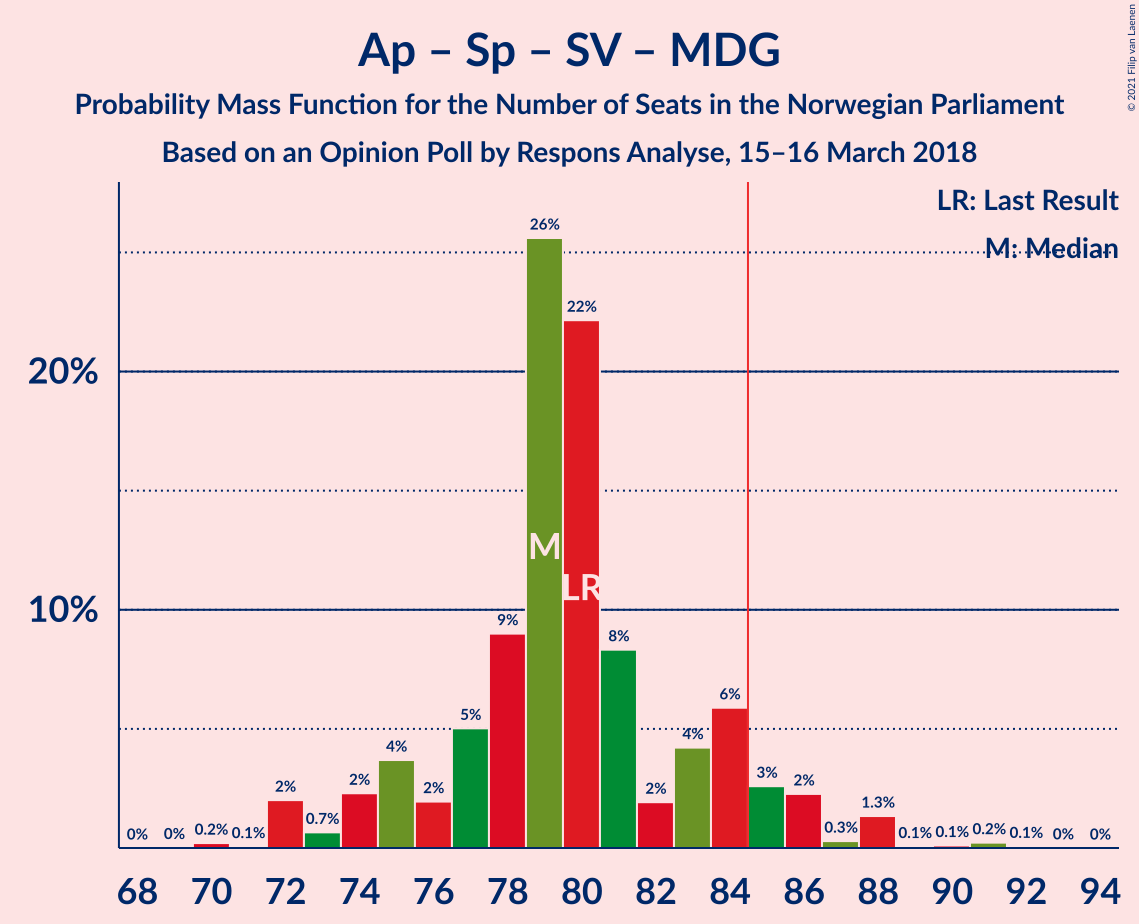 Ap – Sp – SV – MDG
Probability Mass Function for the Number of Seats in the Norwegian Parliament
Based on an Opinion Poll by Respons Analyse, 15–16 March 2018
© 2021 Filip van Laenen
LR: Last Result
M: Median
20%
10%
0% 0% 0.2% 0.1% 2% 0.7% 2% 4% 2% 5% 9% 26% 22% 8% 2% 4% 6% 3% 2% 0.3% 1.3% 0.1% 0.1% 0.2% 0.1% 0% 0%
M
LR
68 70 72 74 76 78 80 82 84 86 88 90 92 94